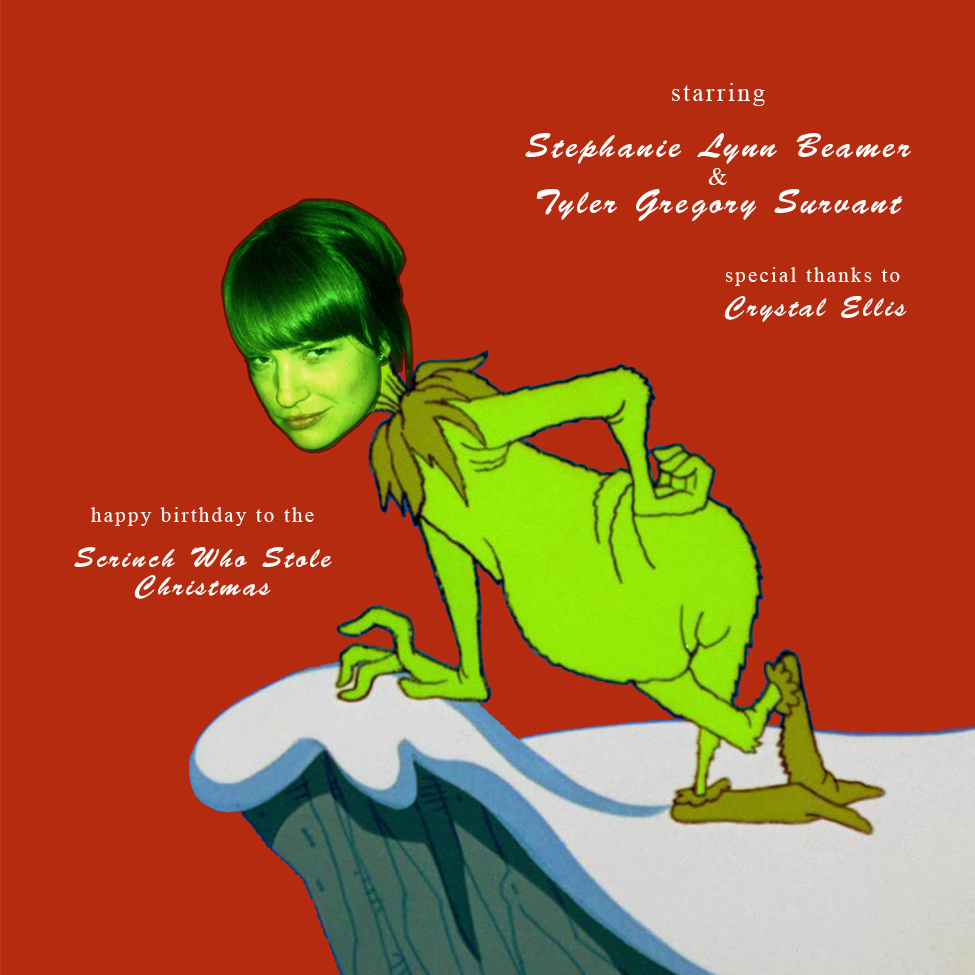 starring
Stephanie Lynn Beamer
&
Tyler Gregory Survant
special thanks to
Crystal Ellis
happy birthday to the
Scrinch Who Stole
Christmas